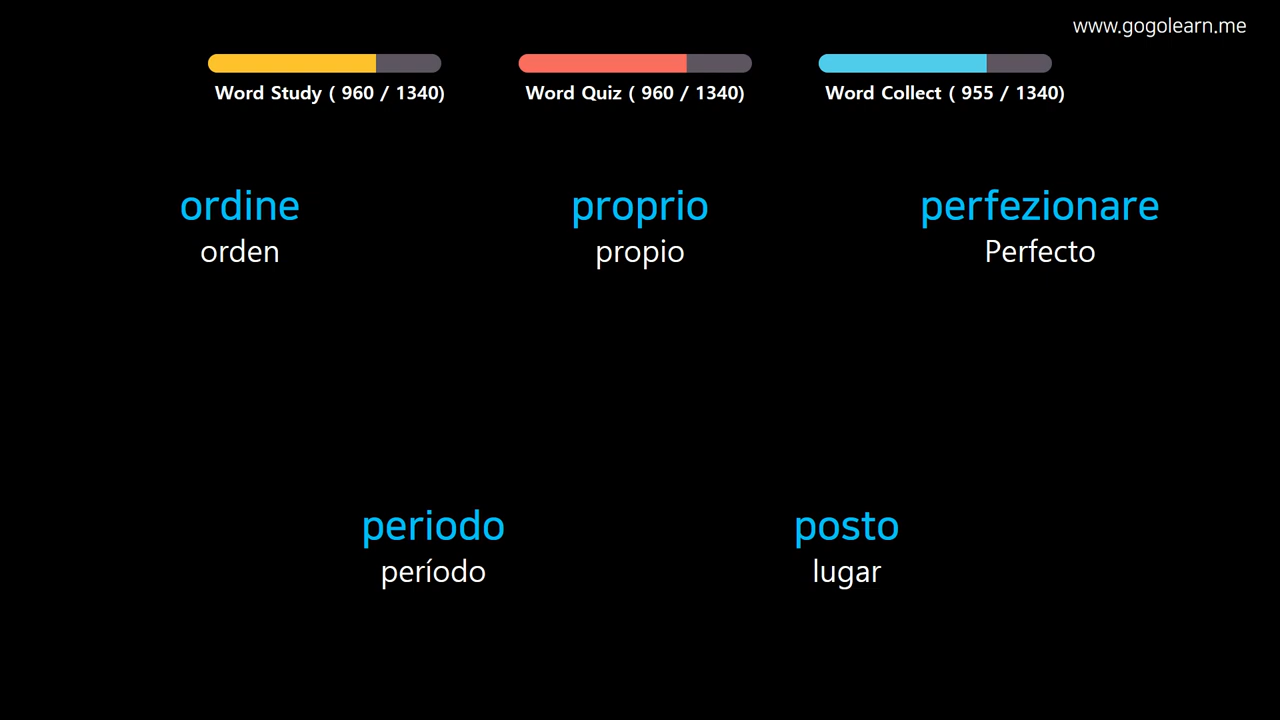 www.gogolearn.me
Word Study ( 960 / 1340)
Word Quiz ( 960 / 1340)
Word Collect ( 955 / 1340)
ordine
orden
proprio
propio
perfezionare
Perfecto
periodo
período
posto
lugar